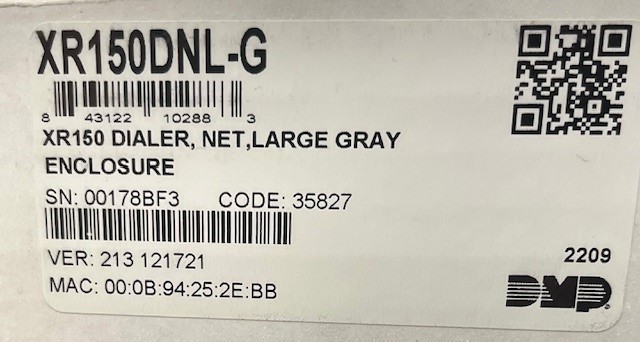 XR150DNL-G
8 43122 10288 3
XR150 DIALER, NET,LARGE GRAY
ENCLOSURE
SN: 00178BF3 CODE: 35827
VER: 213 121721
2209
MAC: 00:0B:94:25:2E:BB
DMP